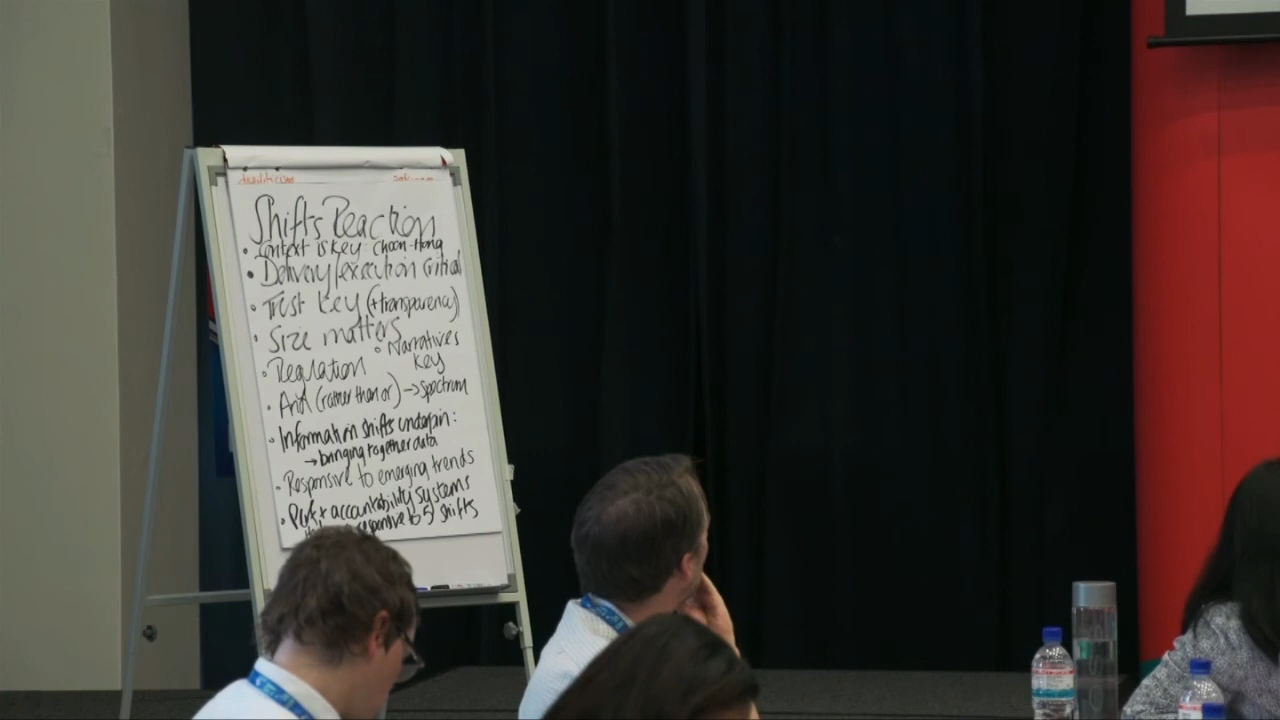 Shifts Reaction
• Context is key choon-Hong
• Delivery/execution critical
• Trust key (+transparency)
• Size matters
• Narratives key
• Regulation
• And (rather than or) → spectrum
• Information shifts underpin:
→ bringing together data
• Responsive to emerging trends
• Perf + accountability systems
responsive to 5 shifts